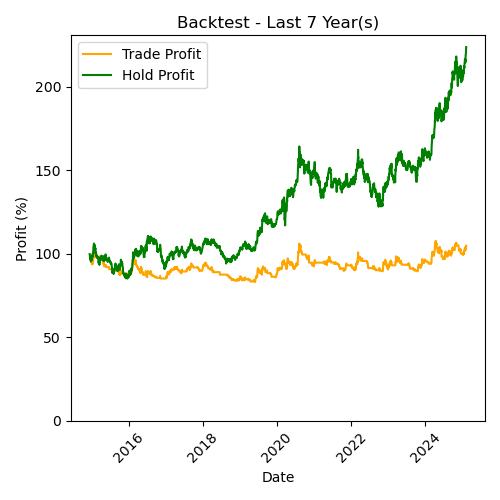 Backtest - Last 7 Year(s)
Trade Profit
Hold Profit
Profit (%)
200
150
100
50
0
2016
2018
2020
2022
2024
Date